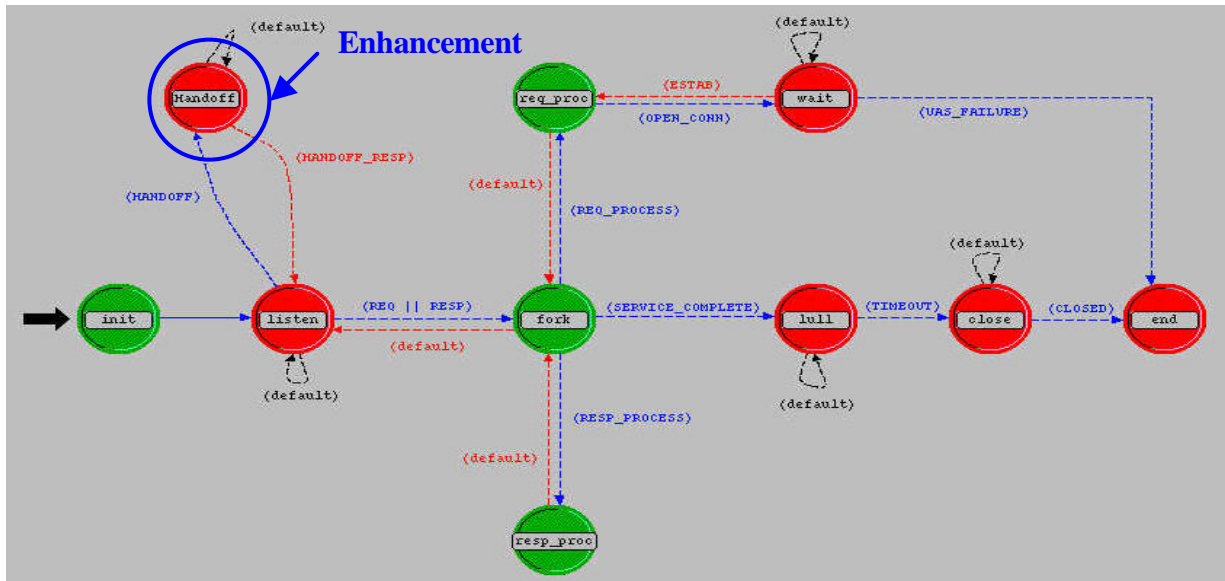 (default)
Enhancement
(default)
Handoff
req_proc
(ESTAB)
wait
(OPEN_CONN)
(UAS_FAILURE)
(HANDOFF_RESP)
(HANDOFF)
(default)
(REQ_PROCESS)
(default)
init
listen
(REQ || RESP)
fork
(SERVICE_COMPLETE)
lull
(TIMEOUT)
close
(CLOSED)
end
(default)
(default)
(default)
(RESP_PROCESS)
(default)
resp_proc